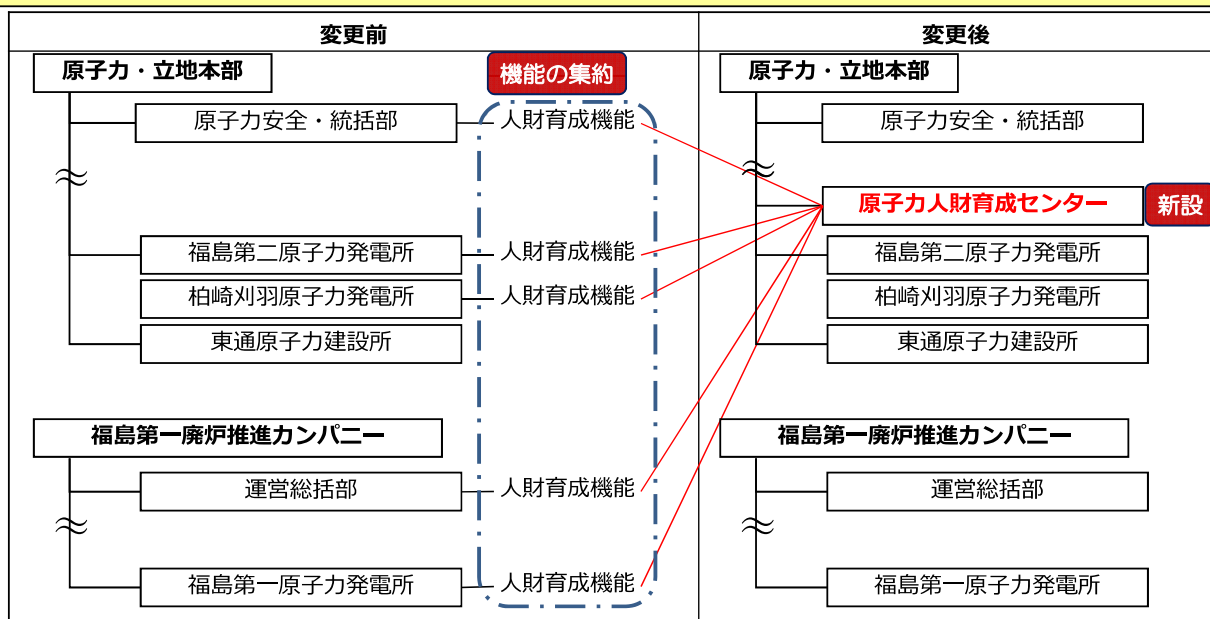 変更前
変更後
原子力・立地本部
機能の集約
原子力安全・統括部
人財育成機能
福島第二原子力発電所
人財育成機能
柏崎刈羽原子力発電所
人財育成機能
東通原子力建設所
福島第一廃炉推進カンパニー
運営総括部
人財育成機能
福島第一原子力発電所
人財育成機能
原子力・立地本部
原子力安全・統括部
原子力人財育成センター
新設
福島第二原子力発電所
柏崎刈羽原子力発電所
東通原子力建設所
福島第一廃炉推進カンパニー
運営総括部
福島第一原子力発電所